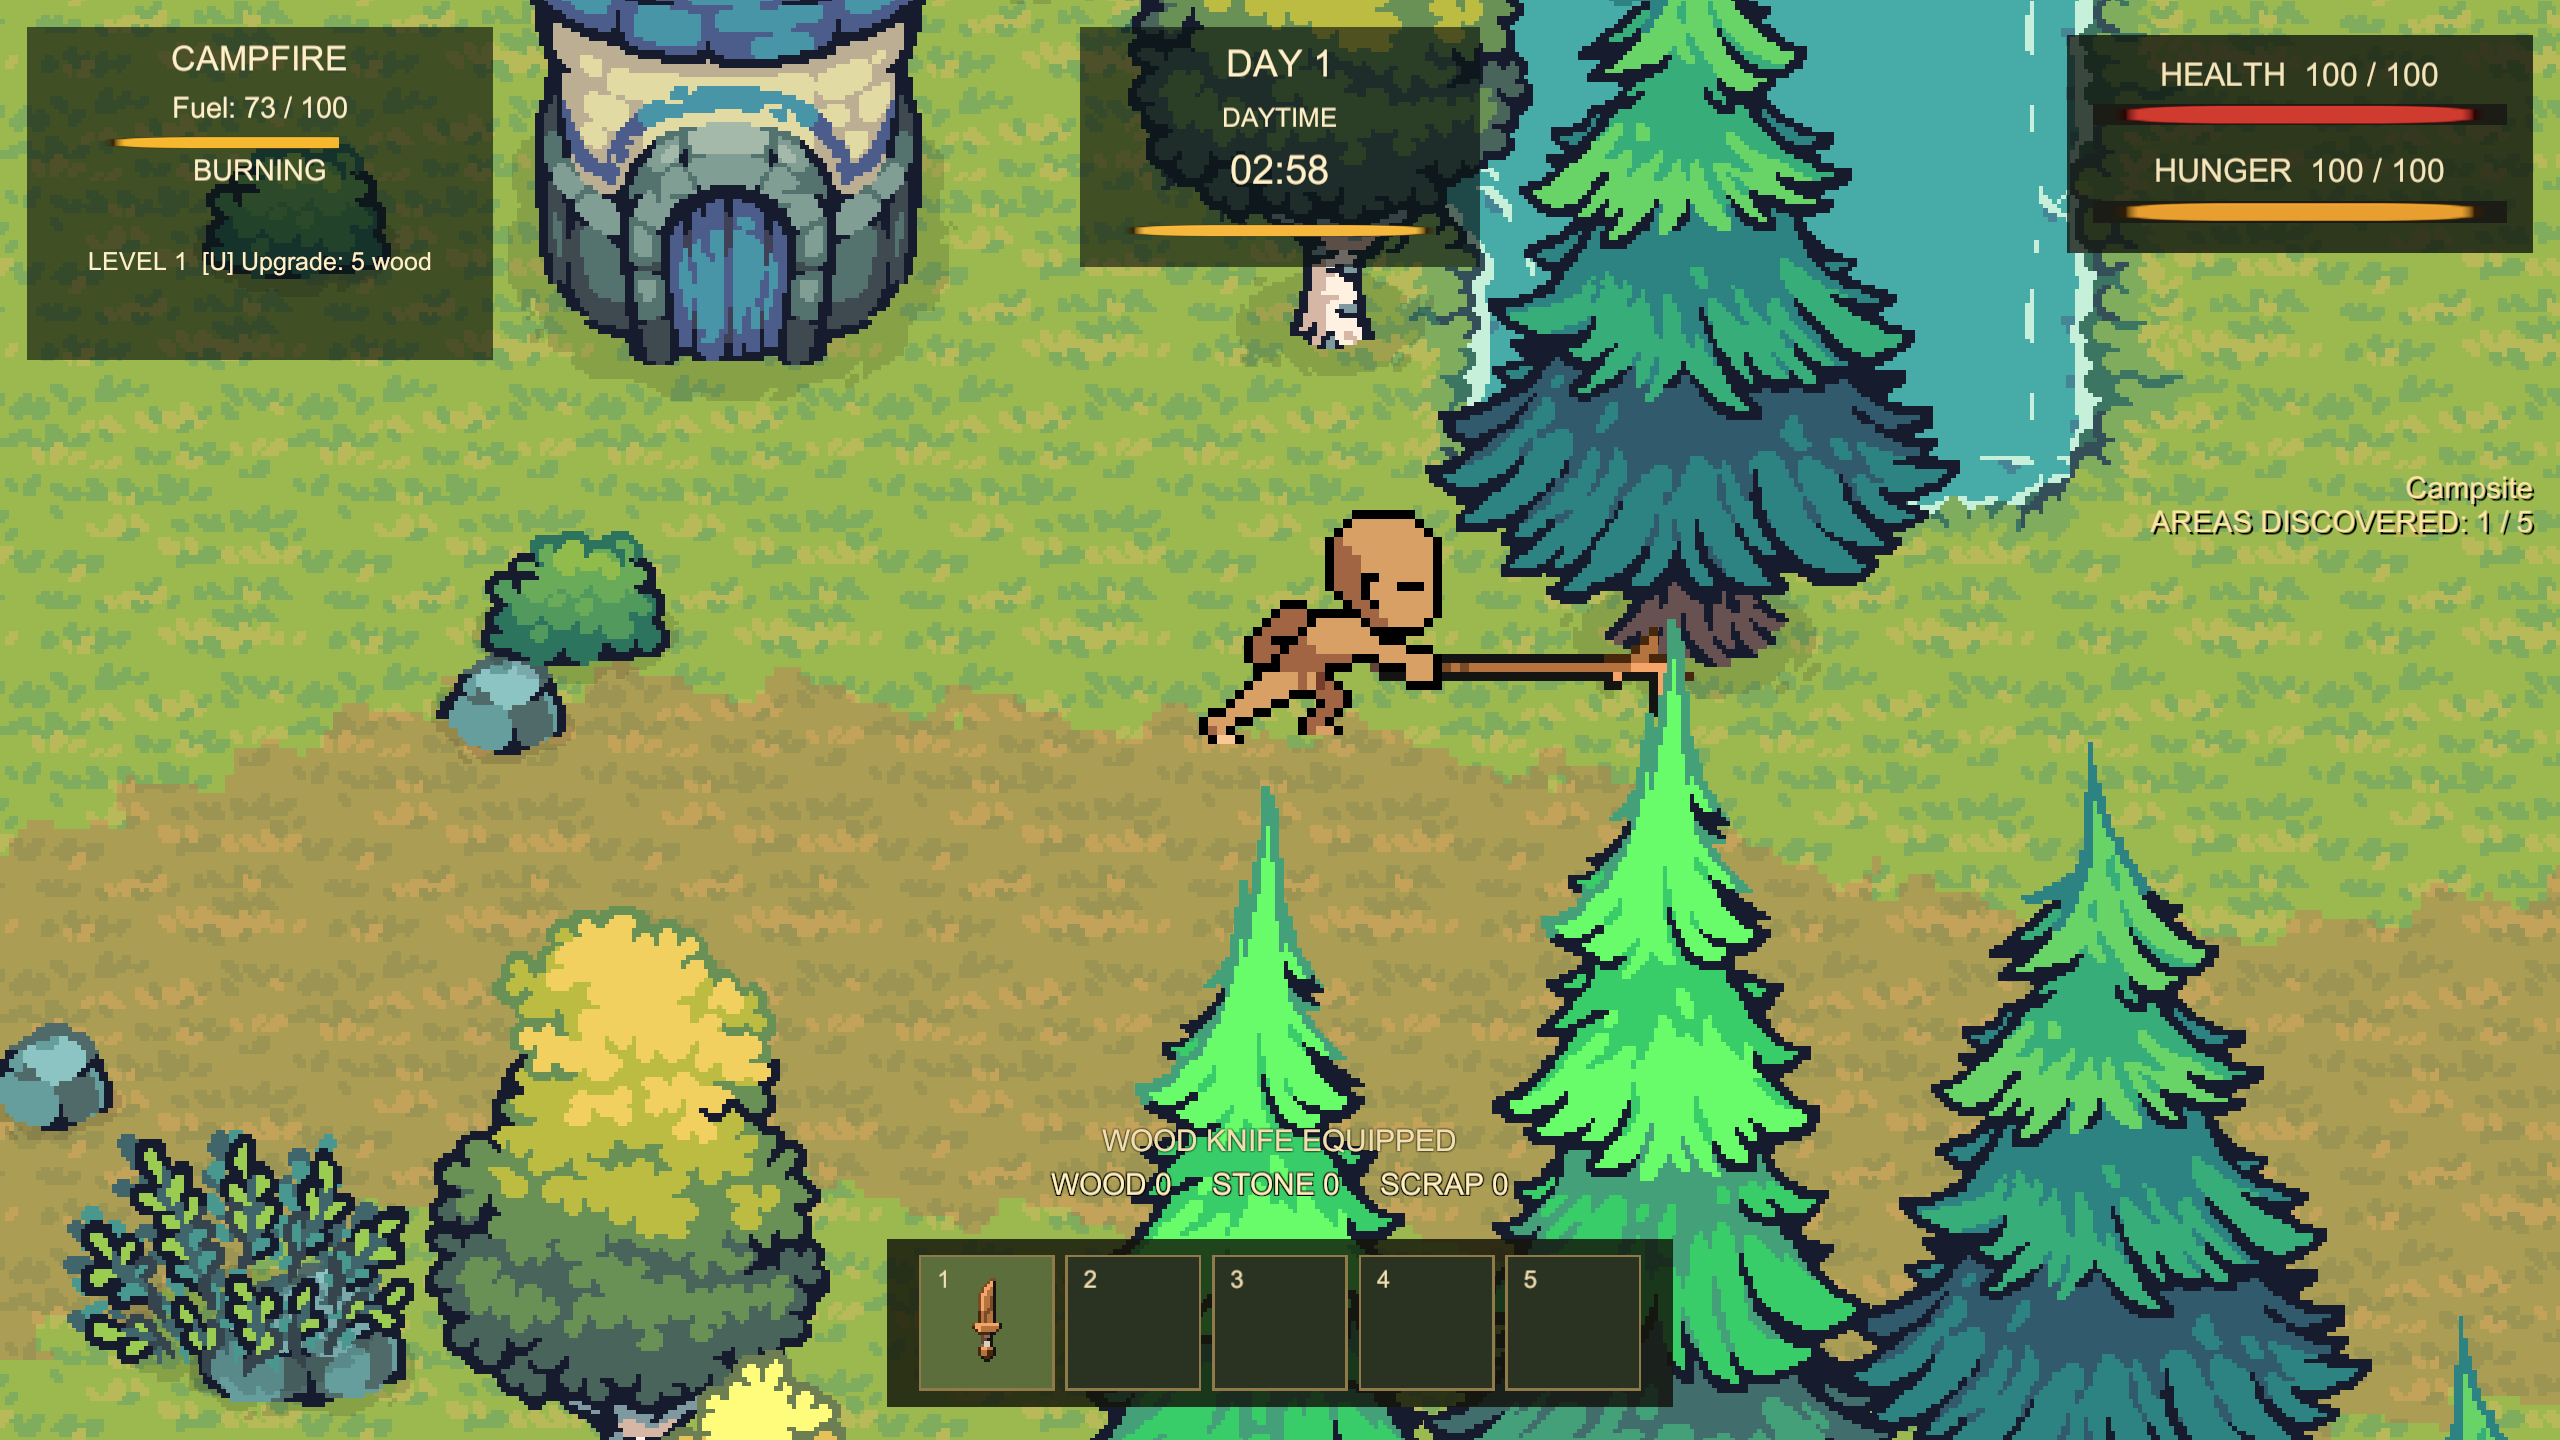 CAMPFIRE
Fuel: 73 / 100
BURNING
LEVEL 1 [U] Upgrade: 5 wood
DAY 1
DAYTIME
02:58
HEALTH 100 / 100
HUNGER 100 / 100
Campsite
AREAS DISCOVERED: 1 / 5
WOOD KNIFE EQUIPPED
WOOD 0 STONE 0 SCRAP 0
1 2 3 4 5